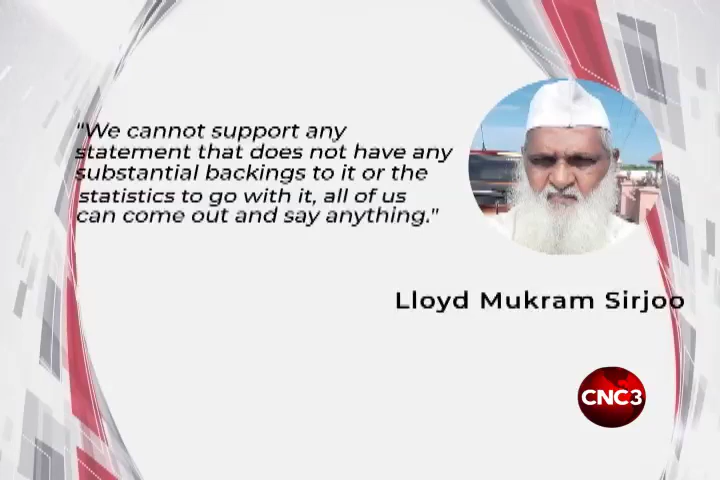 "We cannot support any
statement that does not have any
substantial backings to it or the
statistics to go with it, all of us
can come out and say anything."
Lloyd Mukram Sirjoo
CNC3